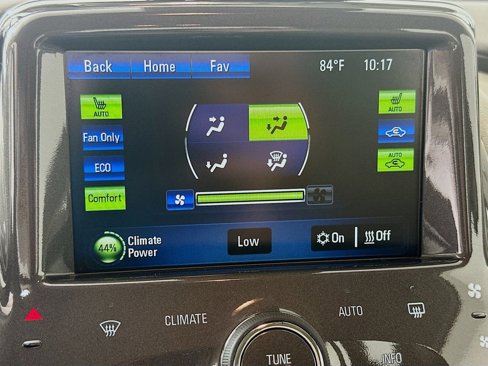 Back Home Fav 84°F 10:17
AUTO
Fan Only
ECO
Comfort
AUTO
44% Climate
Power
Low
On Off
CLIMATE AUTO
TUNE
INFO